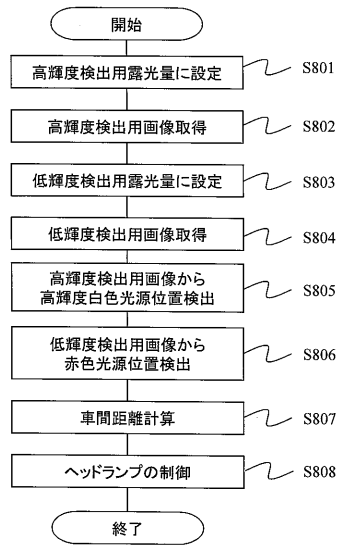 開始
高輝度検出用露光量に設定
S801
高輝度検出用画像取得
S802
低輝度検出用露光量に設定
S803
低輝度検出用画像取得
S804
高輝度検出用画像から
高輝度白色光源位置検出
S805
低輝度検出用画像から
赤色光源位置検出
S806
車間距離計算
S807
ヘッドランプの制御
S808
終了